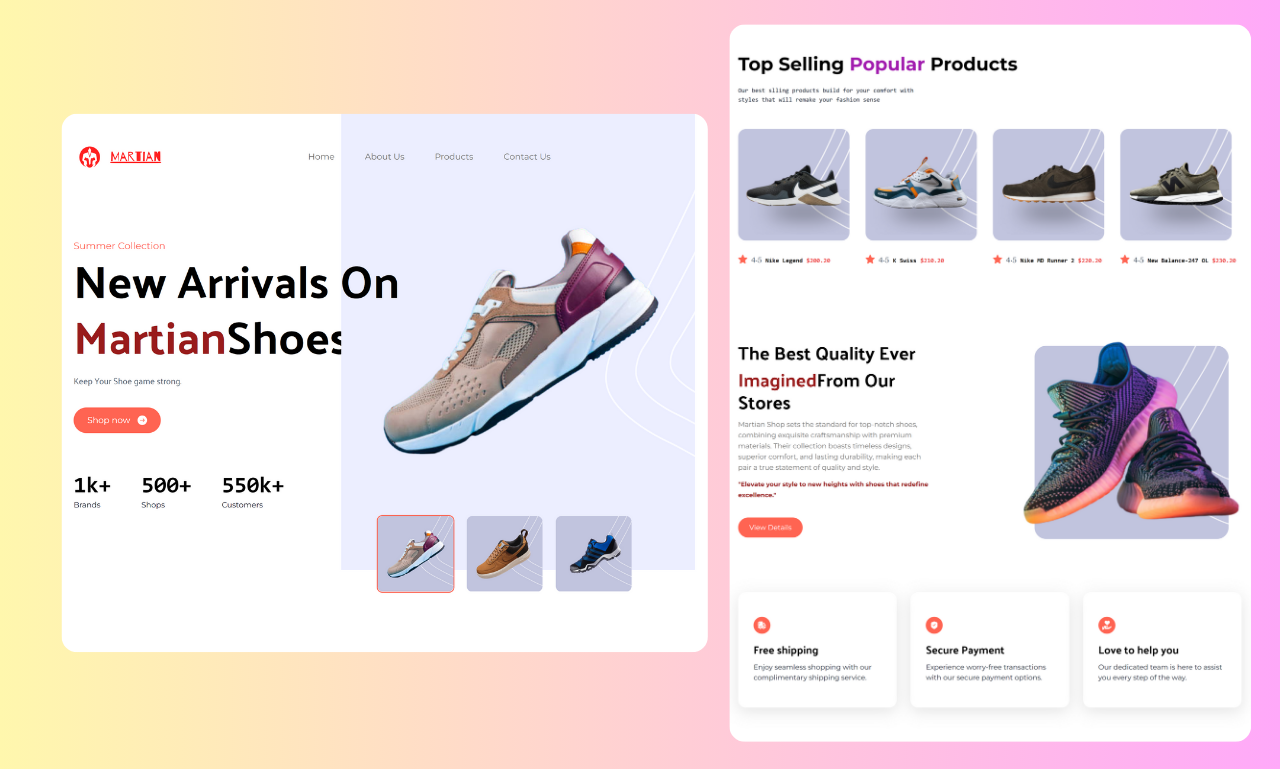 MARTIAN
Home
About Us
Products
Contact Us
Summer Collection
New Arrivals On
MartianShoes
Keep Your Shoe game strong.
Shop now
1k+
Brands
500+
Shops
550k+
Customers
Top Selling Popular Products
Our best slling products build for your comfort with
styles that will remake your fashion sense
4.5 Nike Legend $200.20
4.5 K Swiss $210.20
4.5 Nike MD Runner 2 $220.20
4.5 New Balance-247 OL $230.20
The Best Quality Ever
ImaginedFrom Our
Stores
Martian Shop sets the standard for top-notch shoes,
combining exquisite craftsmanship with premium
materials. Their collection boasts timeless designs,
superior comfort, and lasting durability, making each
pair a true statement of quality and style.
"Elevate your style to new heights with shoes that redefine
excellence."
View Details
Free shipping
Enjoy seamless shopping with our
complimentary shipping service.
Secure Payment
Experience worry-free transactions
with our secure payment options.
Love to help you
Our dedicated team is here to assist
you every step of the way.